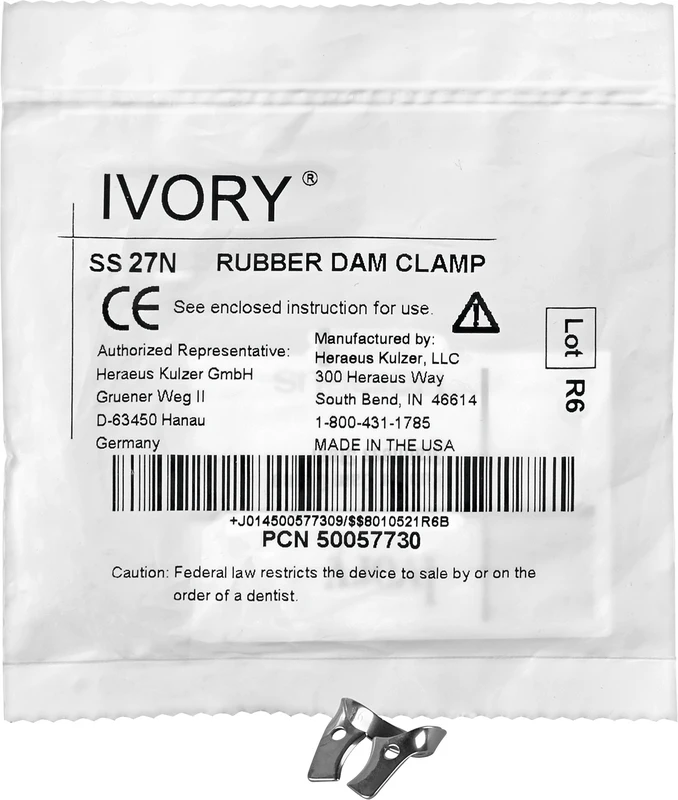 IVORY®
SS 27N RUBBER DAM CLAMP
CE See enclosed instruction for use.
Authorized Representative:
Heraeus Kulzer GmbH
Gruener Weg II
D-63450 Hanau
Germany
Manufactured by:
Heraeus Kulzer, LLC
300 Heraeus Way
South Bend, IN 46614
1-800-431-1785
MADE IN THE USA
Lot R6
+J014500577309/$$8010521R6B
PCN 50057730
Caution: Federal law restricts the device to sale by or on the
order of a dentist.